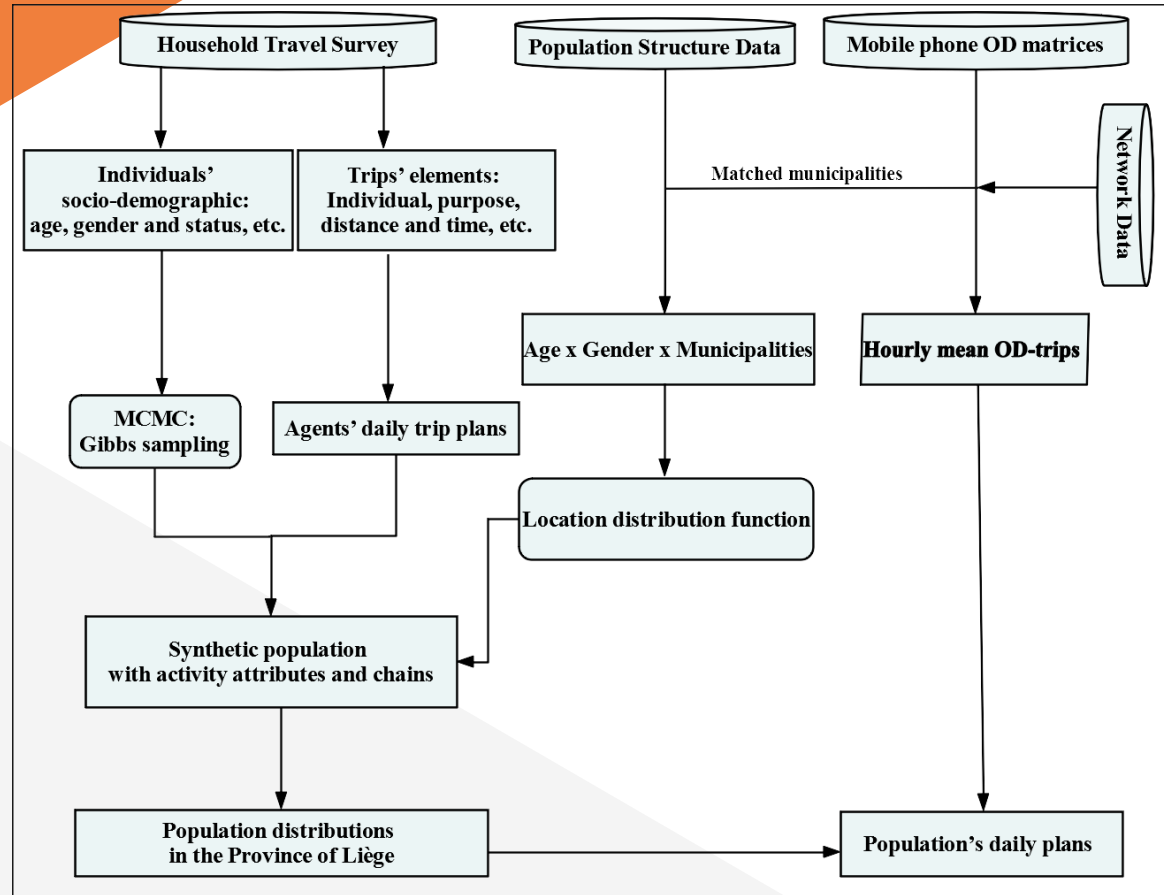 Household Travel Survey
Population Structure Data
Mobile phone OD matrices
Network Data
Individuals’
socio-demographic:
age, gender and status, etc.
Trips’ elements:
Individual, purpose,
distance and time, etc.
Matched municipalities
Age x Gender x Municipalities
Hourly mean OD-trips
MCMC:
Gibbs sampling
Agents’ daily trip plans
Location distribution function
Synthetic population
with activity attributes and chains
Population distributions
in the Province of Liège
Population’s daily plans